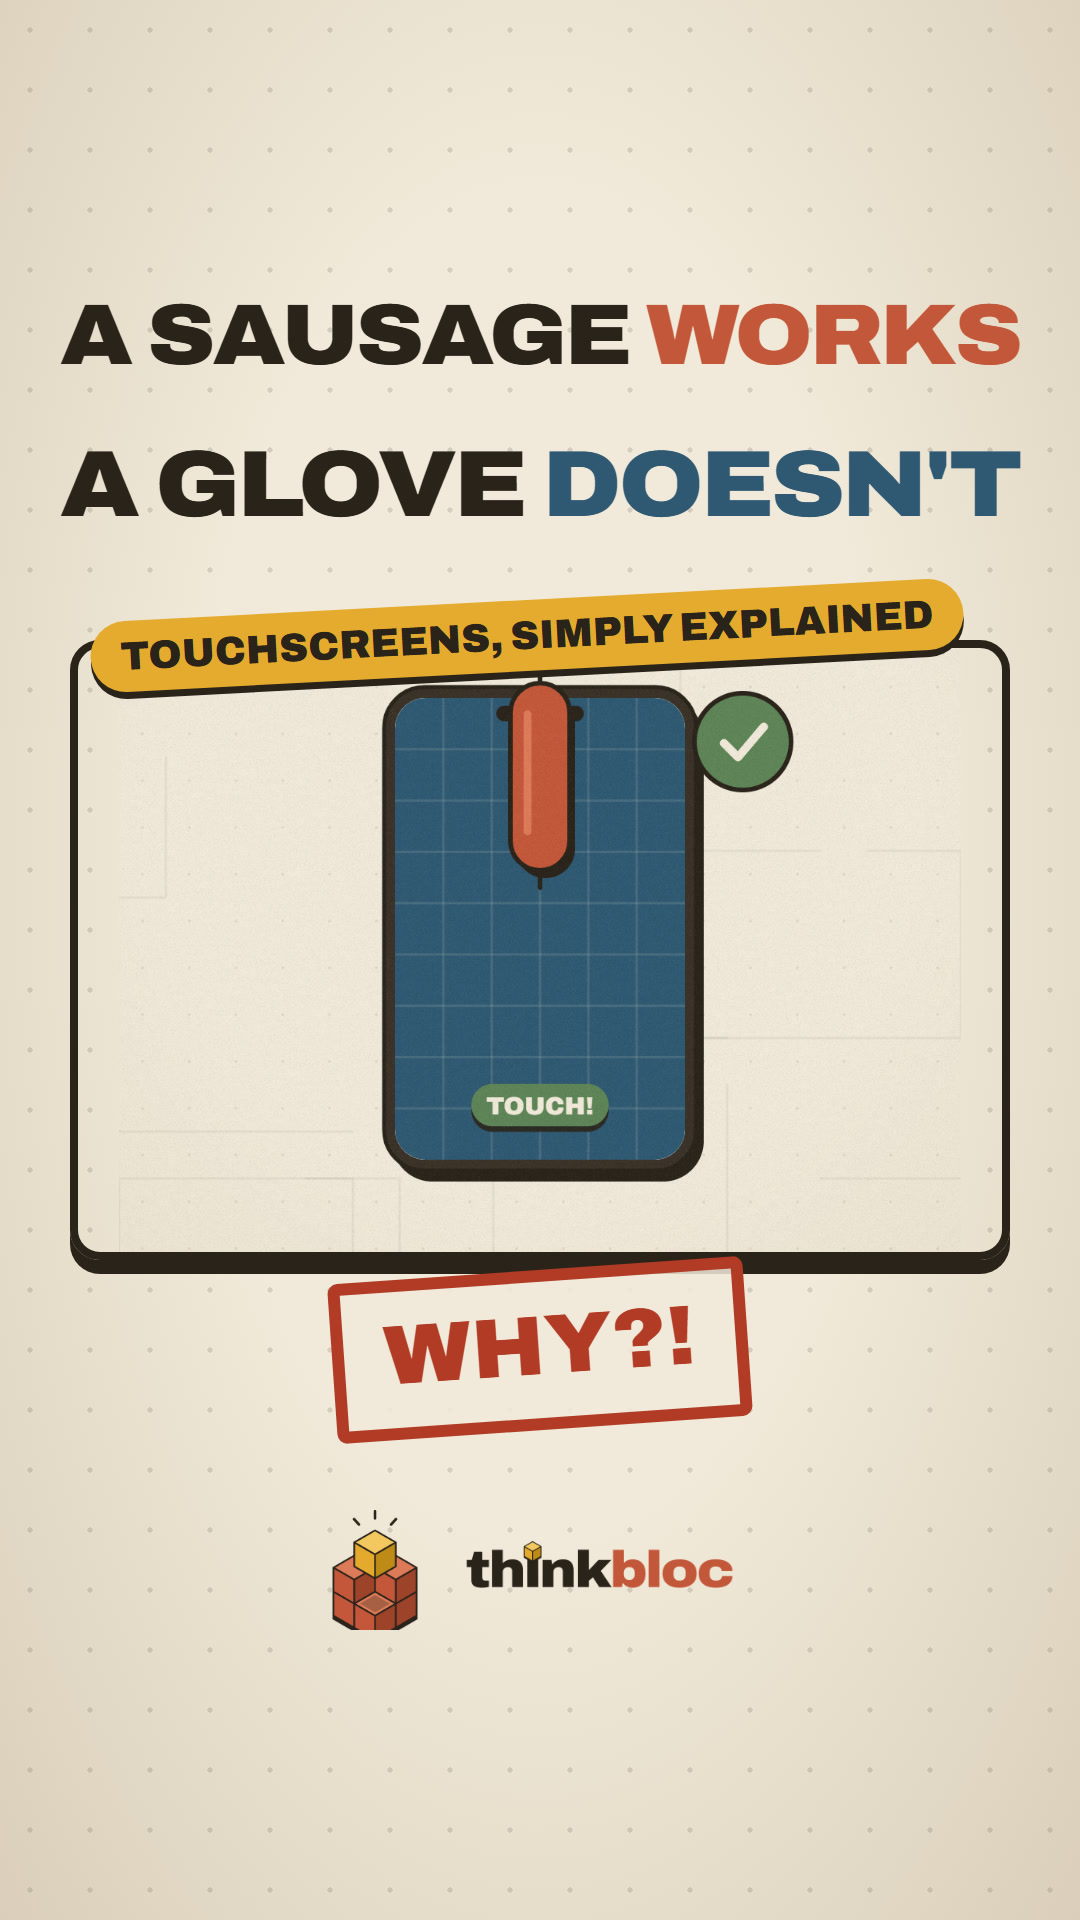 A SAUSAGE WORKS
A GLOVE DOESN'T
TOUCHSCREENS, SIMPLY EXPLAINED
TOUCH!
WHY?!
thinkbloc